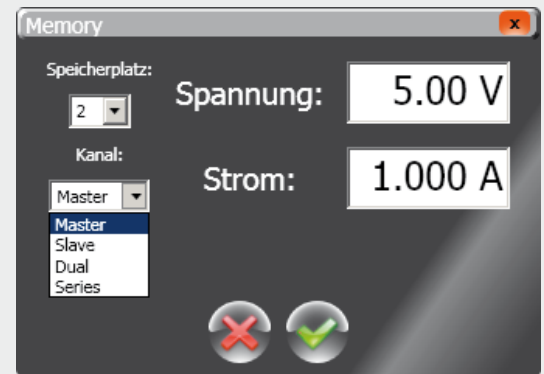 Memory
x
Speicherplatz:
2
Spannung:
5.00 V
Kanal:
Master
Strom:
1.000 A
Master
Slave
Dual
Series